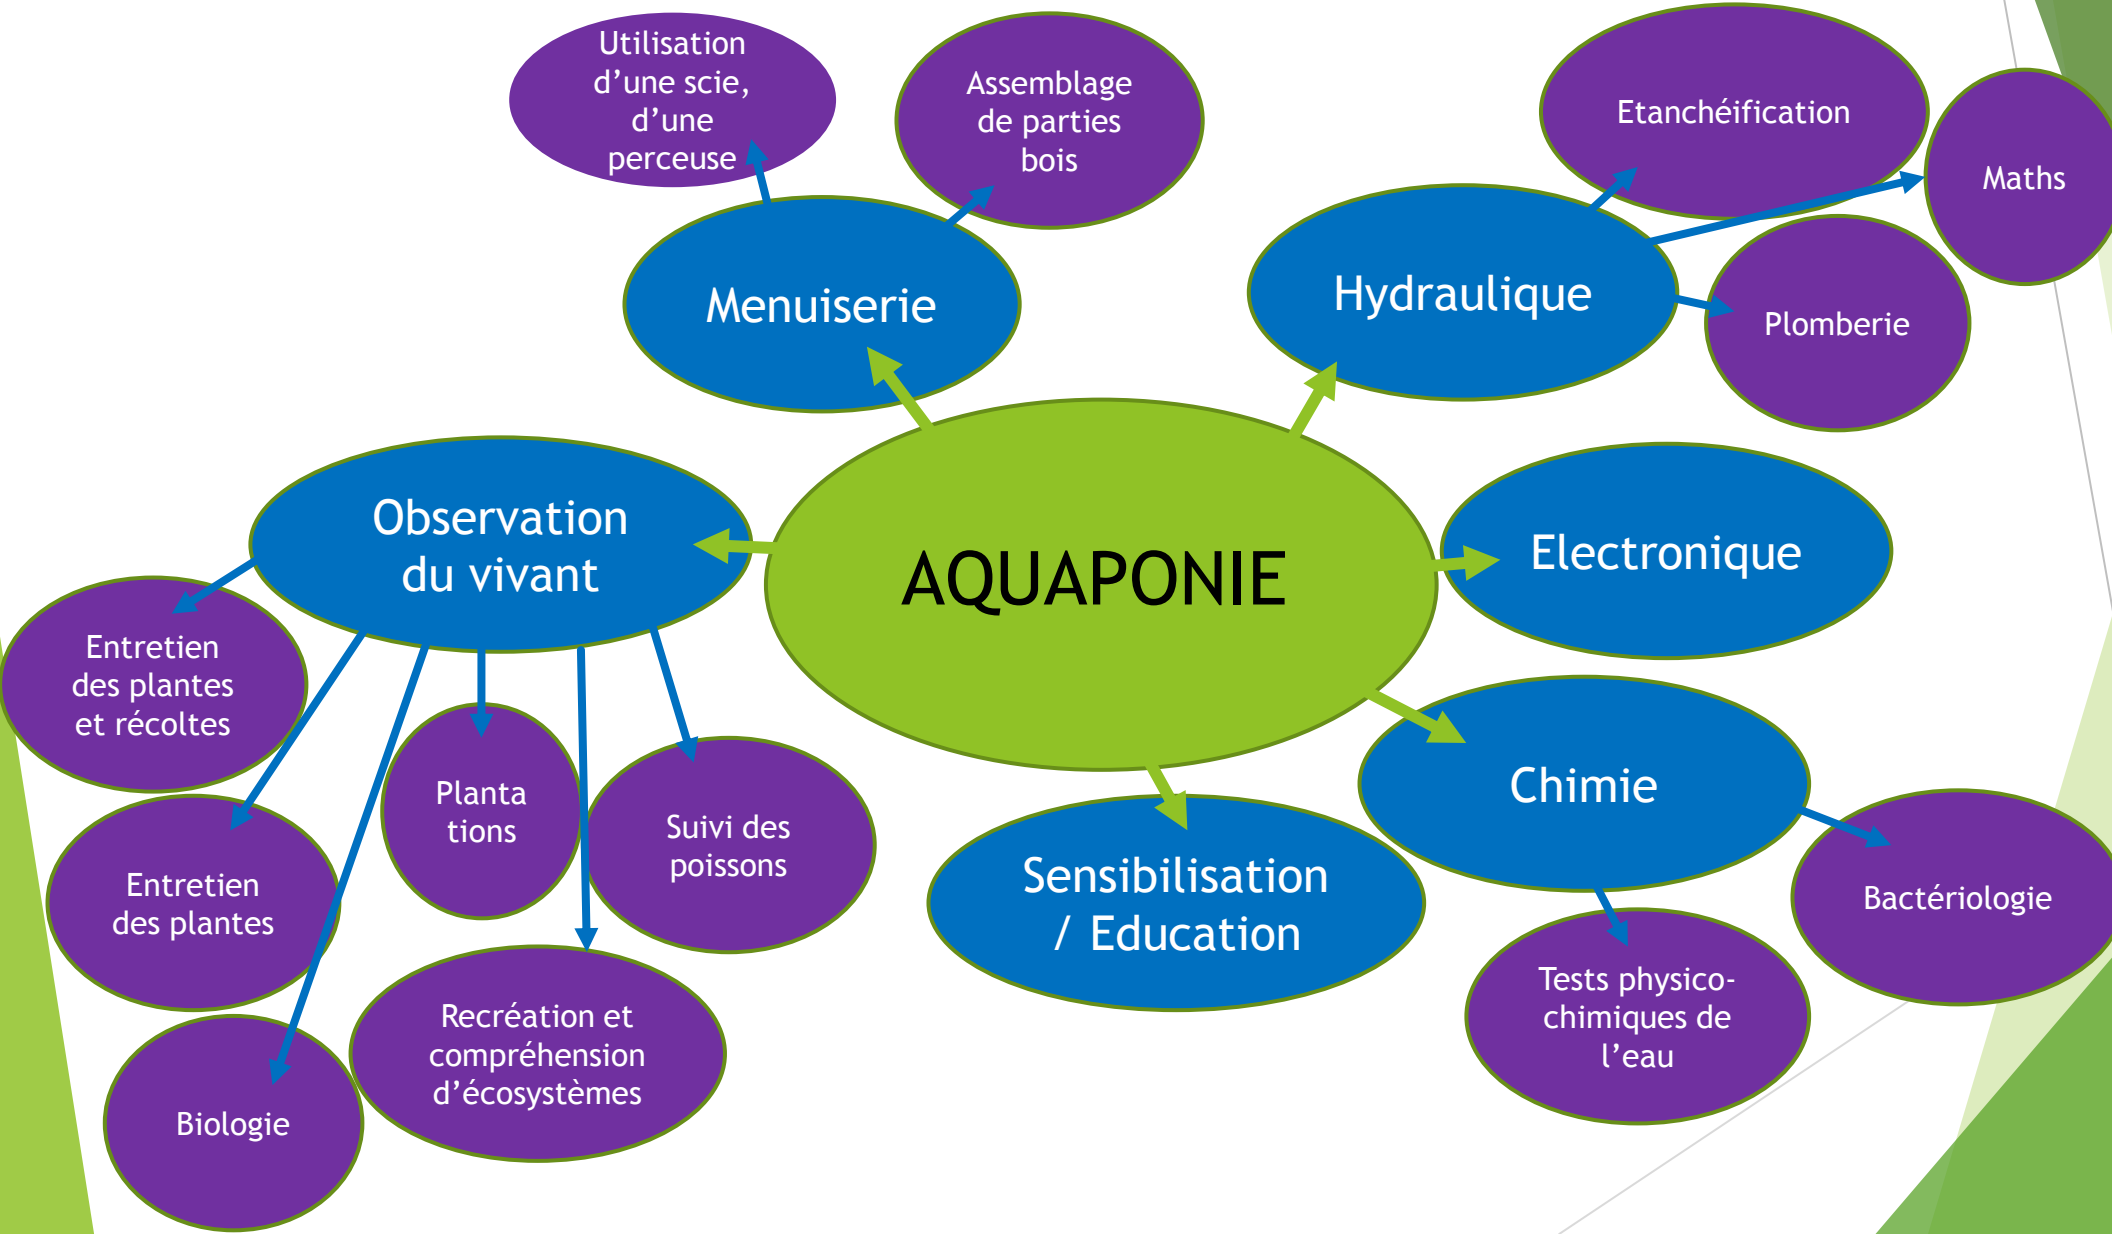 Utilisation
d’une scie,
d’une
perceuse
Assemblage
de parties
bois
Etanchéification
Maths
Menuiserie
Hydraulique
Plomberie
Observation
du vivant
AQUAPONIE
Electronique
Entretien
des plantes
et récoltes
Planta
tions
Suivi des
poissons
Chimie
Entretien
des plantes
Sensibilisation
/ Education
Bactériologie
Recréation et
compréhension
d’écosystèmes
Tests physico-
chimiques de
l’eau
Biologie